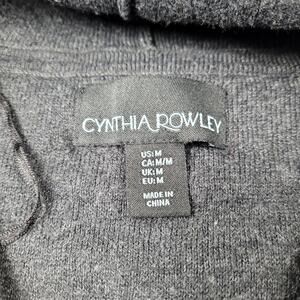 CYNTHIA ROWLEY
US:M
CA:M/M
UK:M
EU:M
MADE IN
CHINA